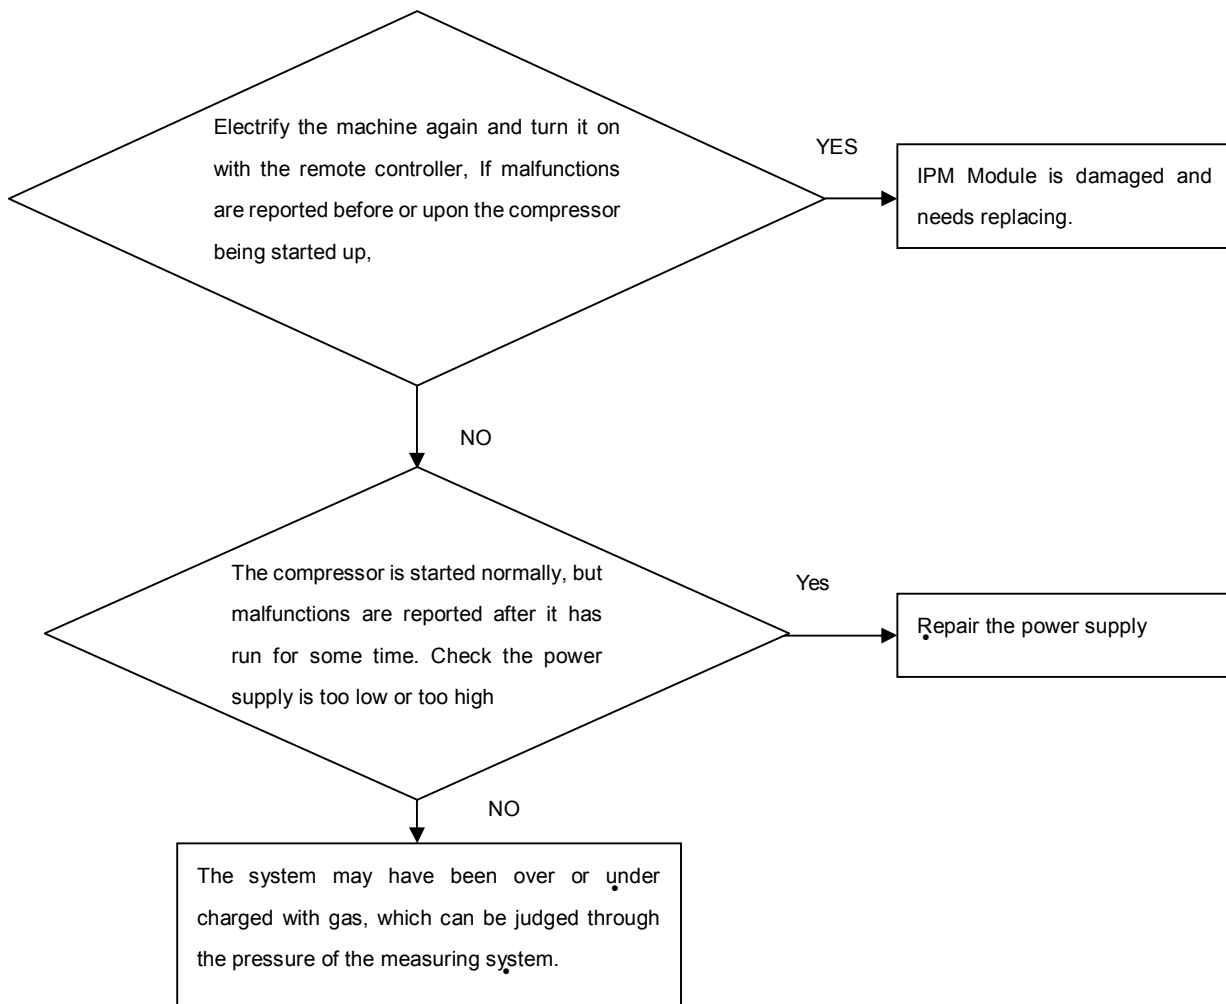 Electrify the machine again and turn it on
with the remote controller, If malfunctions
are reported before or upon the compressor
being started up,
YES
IPM Module is damaged and
needs replacing.
NO
The compressor is started normally, but
malfunctions are reported after it has
run for some time. Check the power
supply is too low or too high
Yes
Repair the power supply
NO
The system may have been over or under
charged with gas, which can be judged through
the pressure of the measuring system.